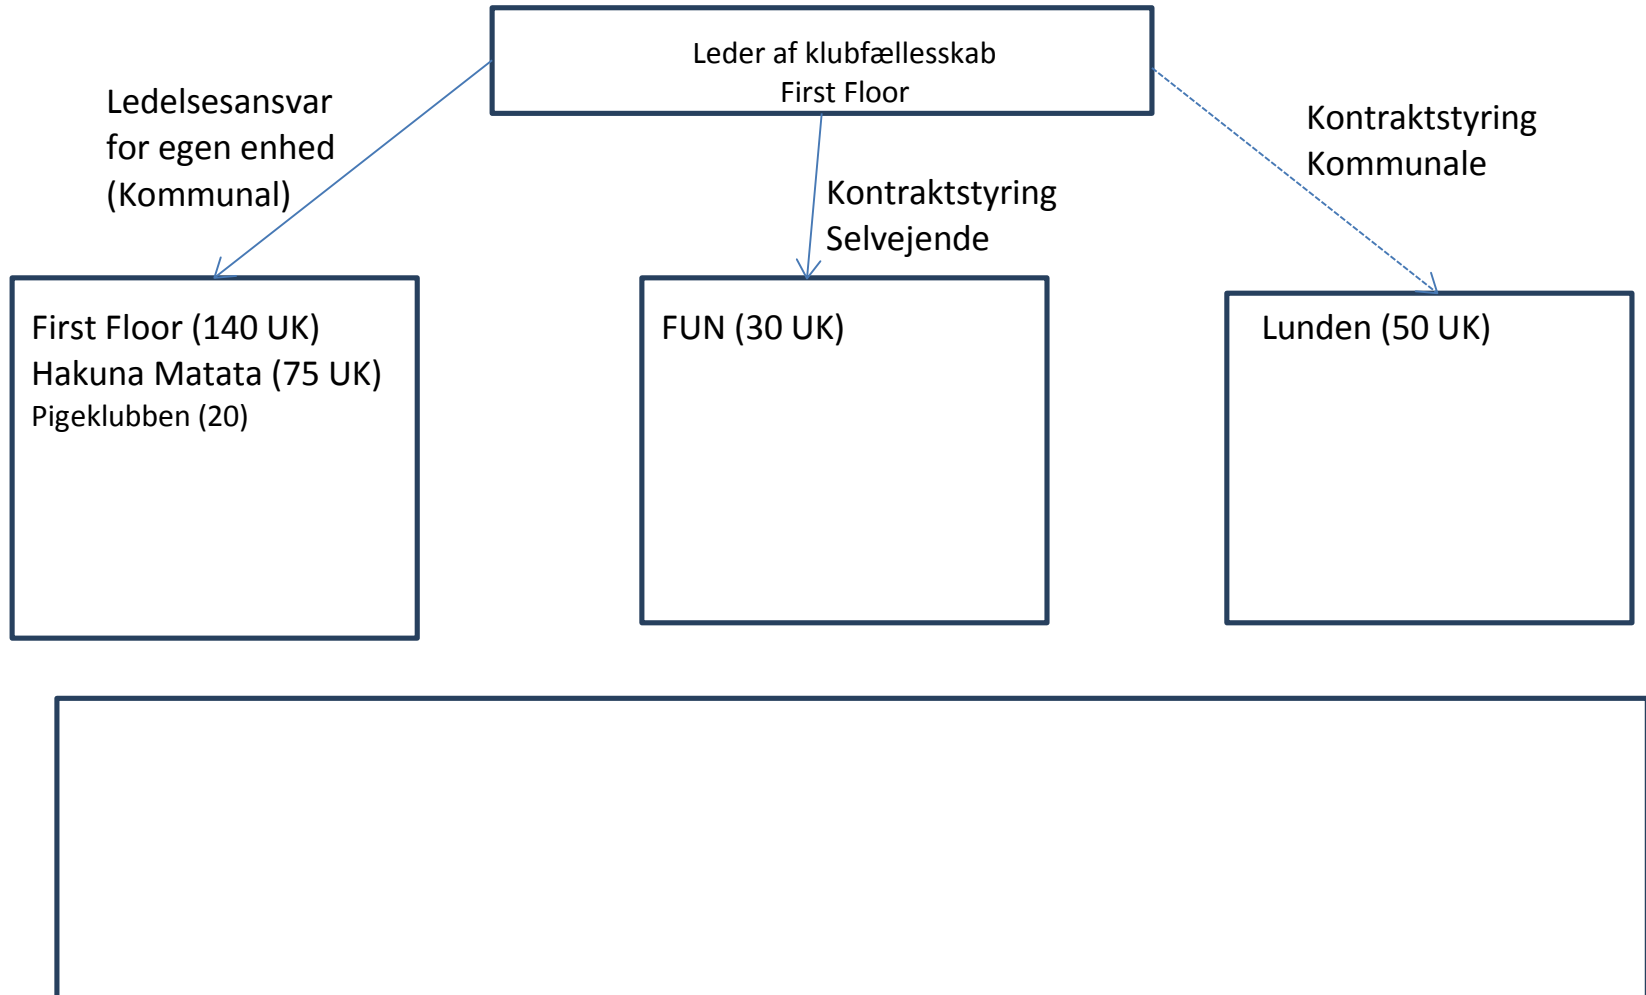 Leder af klubfællesskab
First Floor
Ledelsesansvar
for egen enhed
(Kommunal)
Kontraktstyring
Selvejende
Kontraktstyring
Kommunale
First Floor (140 UK)
Hakuna Matata (75 UK)
Pigeklubben (20)
FUN (30 UK)
Lunden (50 UK)